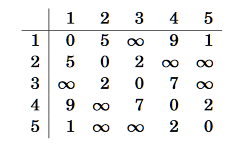 1 2 3 4 5
1 0 5 ∞ 9 1
2 5 0 2 ∞ ∞
3 ∞ 2 0 7 ∞
4 9 ∞ 7 0 2
5 1 ∞ ∞ 2 0